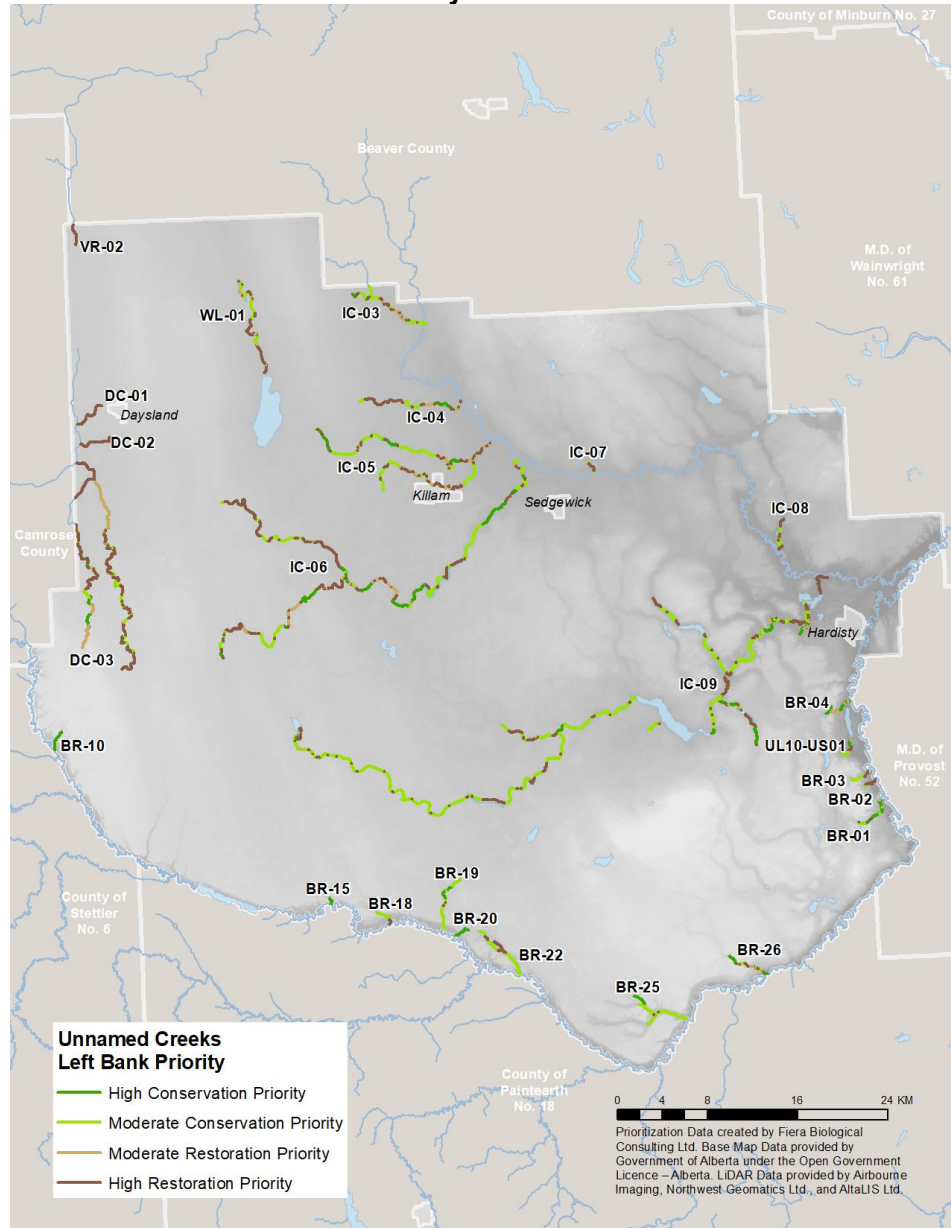 County of Minburn No. 27
Beaver County
M.D. of
Wainwright
No. 61
VR-02
WL-01
IC-03
DC-01
Daysland
DC-02
IC-04
IC-05
Killam
IC-07
Sedgewick
IC-08
Camrose
County
IC-06
Hardisty
DC-03
IC-09
BR-04
BR-10
UL10-US01
M.D. of
Provost
No. 52
BR-03
BR-02
BR-01
BR-19
BR-15
BR-18
BR-20
County of
Stettler
No. 6
BR-22
BR-26
BR-25
County of
Paintearth
No. 18
Unnamed Creeks
Left Bank Priority
High Conservation Priority
Moderate Conservation Priority
Moderate Restoration Priority
High Restoration Priority
0 4 8 16 24 KM
Prioritization Data created by Fiera Biological
Consulting Ltd. Base Map Data provided by
Government of Alberta under the Open Government
Licence – Alberta. LiDAR Data provided by Airbourne
Imaging, Northwest Geomatics Ltd., and AltaLIS Ltd.